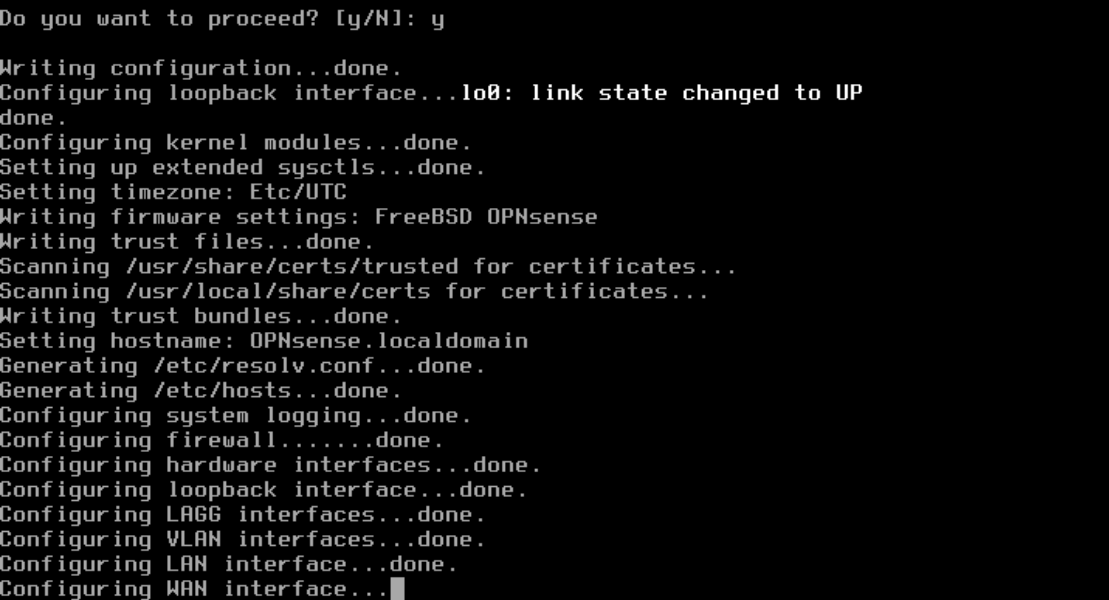 Do you want to proceed? [y/N]: y
Writing configuration...done.
Configuring loopback interface...lo0: link state changed to UP
done.
Configuring kernel modules...done.
Setting up extended sysctls...done.
Setting timezone: Etc/UTC
Writing firmware settings: FreeBSD OPNsense
Writing trust files...done.
Scanning /usr/share/certs/trusted for certificates...
Scanning /usr/local/share/certs for certificates...
Writing trust bundles...done.
Setting hostname: OPNsense.localdomain
Generating /etc/resolv.conf...done.
Generating /etc/hosts...done.
Configuring system logging...done.
Configuring firewall.......done.
Configuring hardware interfaces...done.
Configuring loopback interface...done.
Configuring LAGG interfaces...done.
Configuring VLAN interfaces...done.
Configuring LAN interface...done.
Configuring WAN interface...